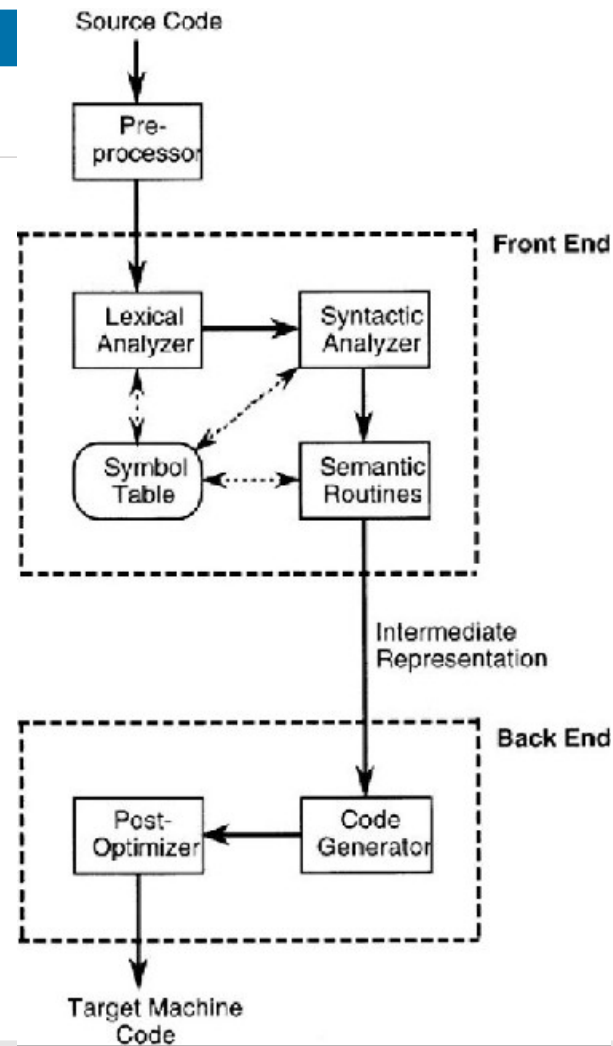 Source Code
Pre-
processor
Front End
Lexical
Analyzer
Syntactic
Analyzer
Symbol
Table
Semantic
Routines
Intermediate
Representation
Back End
Post-
Optimizer
Code
Generator
Target Machine
Code